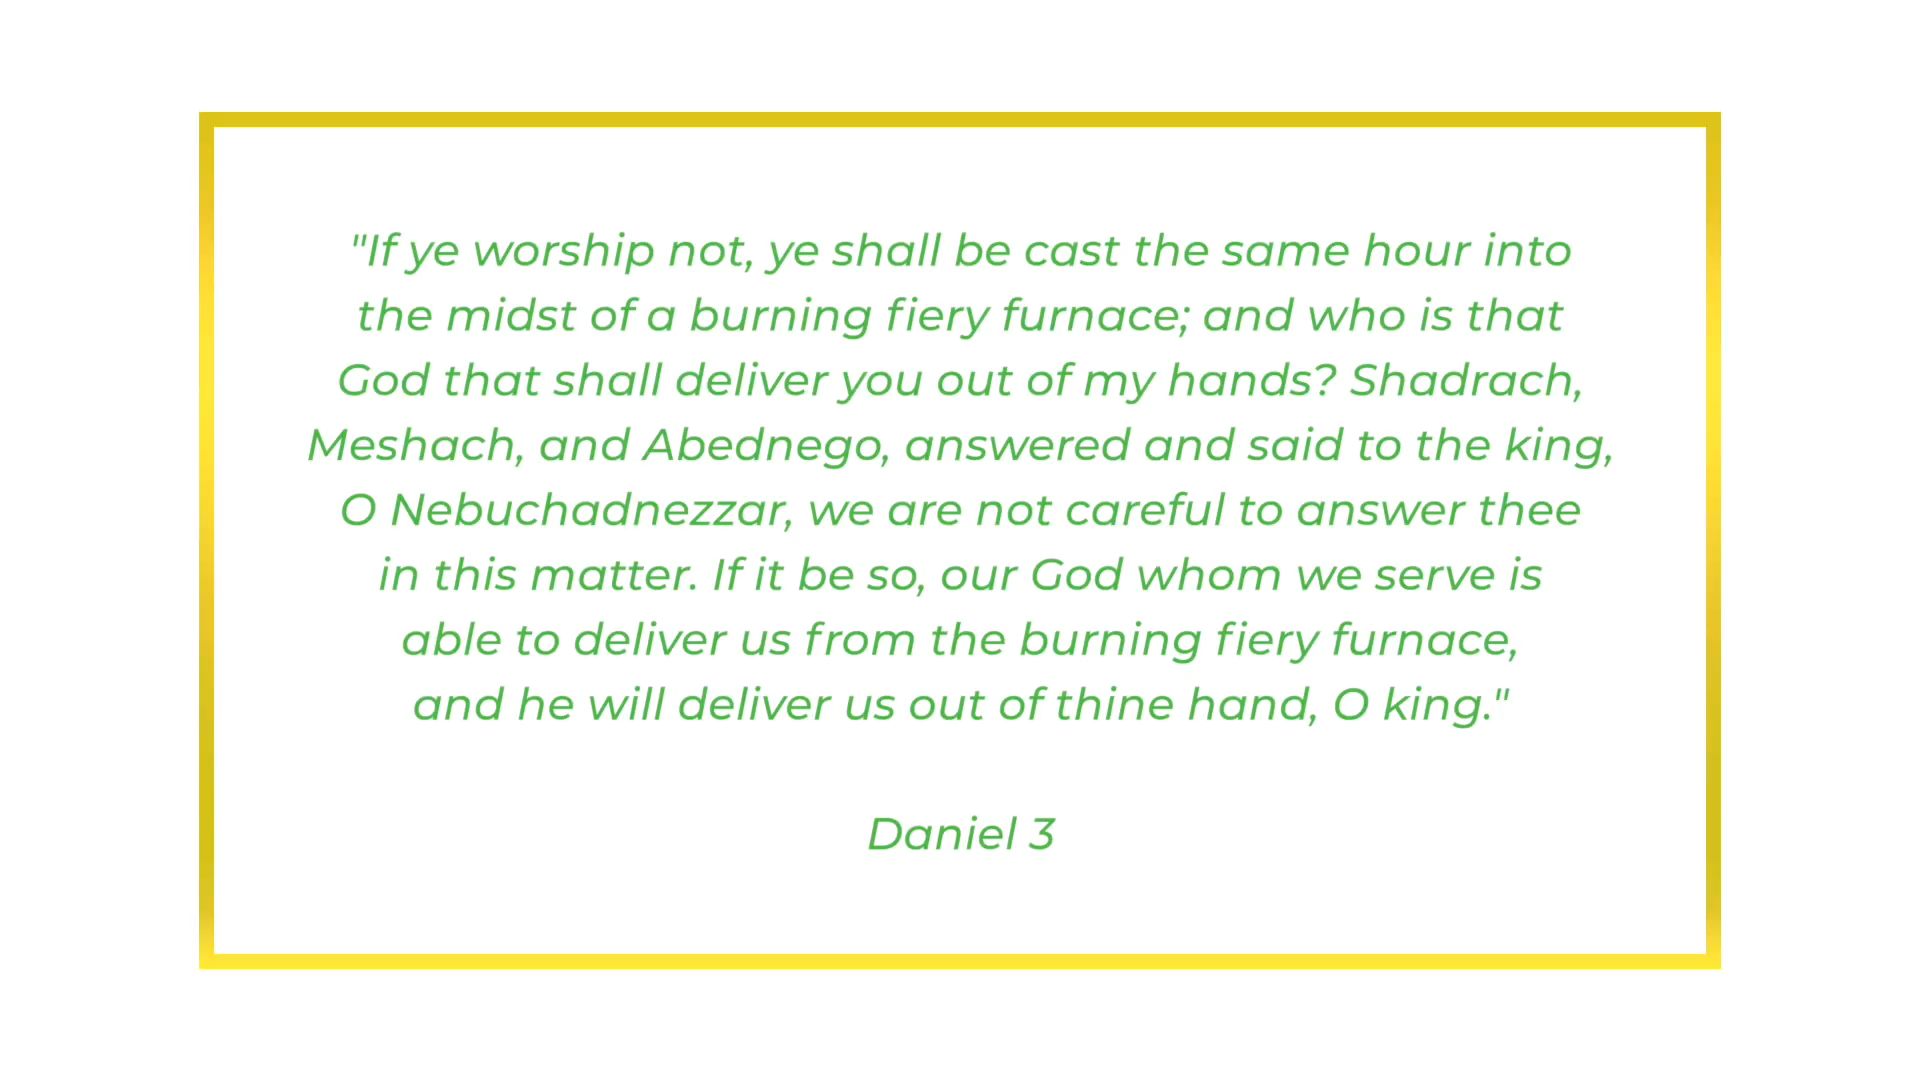 "If ye worship not, ye shall be cast the same hour into
the midst of a burning fiery furnace; and who is that
God that shall deliver you out of my hands? Shadrach,
Meshach, and Abednego, answered and said to the king,
O Nebuchadnezzar, we are not careful to answer thee
in this matter. If it be so, our God whom we serve is
able to deliver us from the burning fiery furnace,
and he will deliver us out of thine hand, O king."
Daniel 3